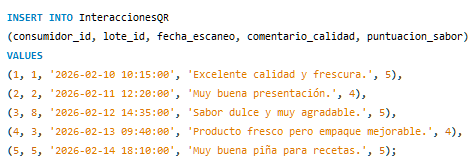 INSERT INTO InteraccionesQR
(consumidor_id, lote_id, fecha_escaneo, comentario_calidad, puntuacion_sabor)
VALUES
(1, 1, '2026-02-10 10:15:00', 'Excelente calidad y frescura.', 5),
(2, 2, '2026-02-11 12:20:00', 'Muy buena presentación.', 4),
(3, 8, '2026-02-12 14:35:00', 'Sabor dulce y muy agradable.', 5),
(4, 3, '2026-02-13 09:40:00', 'Producto fresco pero empaque mejorable.', 4),
(5, 5, '2026-02-14 18:10:00', 'Muy buena piña para recetas.', 5);